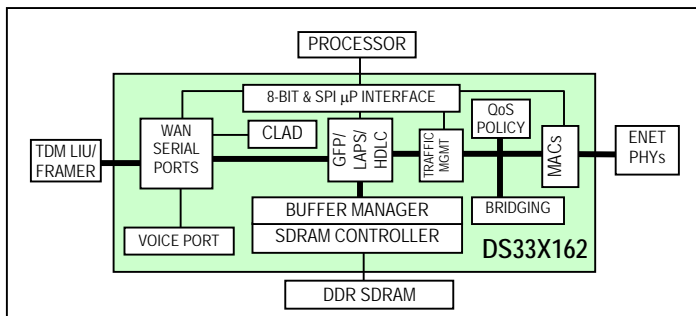 PROCESSOR
8-BIT & SPI µP INTERFACE
QoS
POLICY
TDM LIU/
FRAMER
WAN
SERIAL
PORTS
CLAD
GFP/
LAPS/
HDLC
TRAFFIC
MGMT
MACs
ENET
PHYs
VOICE PORT
BUFFER MANAGER
SDRAM CONTROLLER
BRIDGING
DS33X162
DDR SDRAM